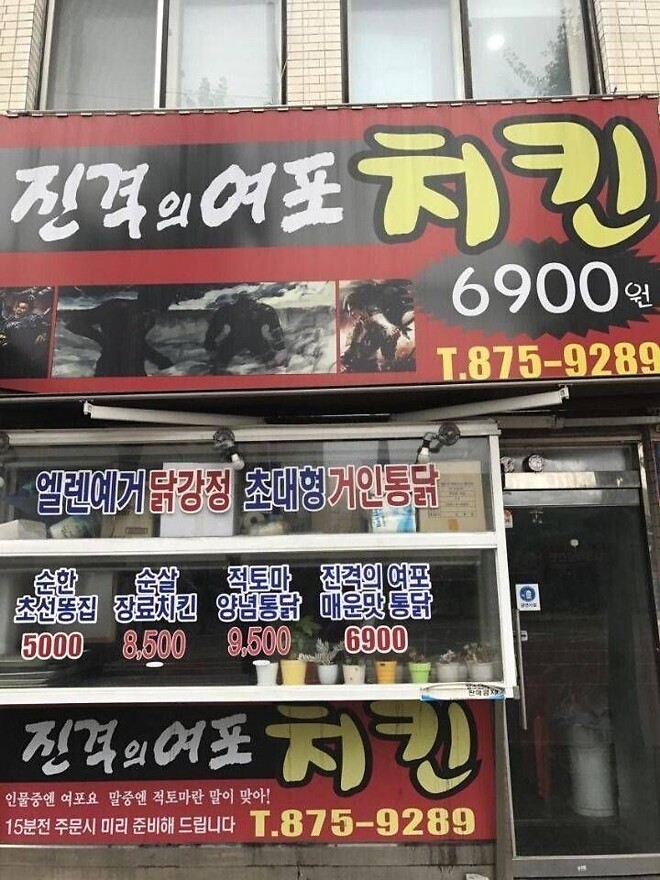 진격의여포 치킨
6900원
T.875-9289
엘렌예거 닭강정 초대형 거인통닭
순한 초선똥집 5000
순살 장료치킨 8,500
적토마 양념통닭 9,500
진격의 여포 매운맛 통닭 6900
진격의여포 치킨
인물중엔 여포요 말중엔 적토마란 말이 맞아!
15분전 주문시 미리 준비해 드립니다 T.875-9289